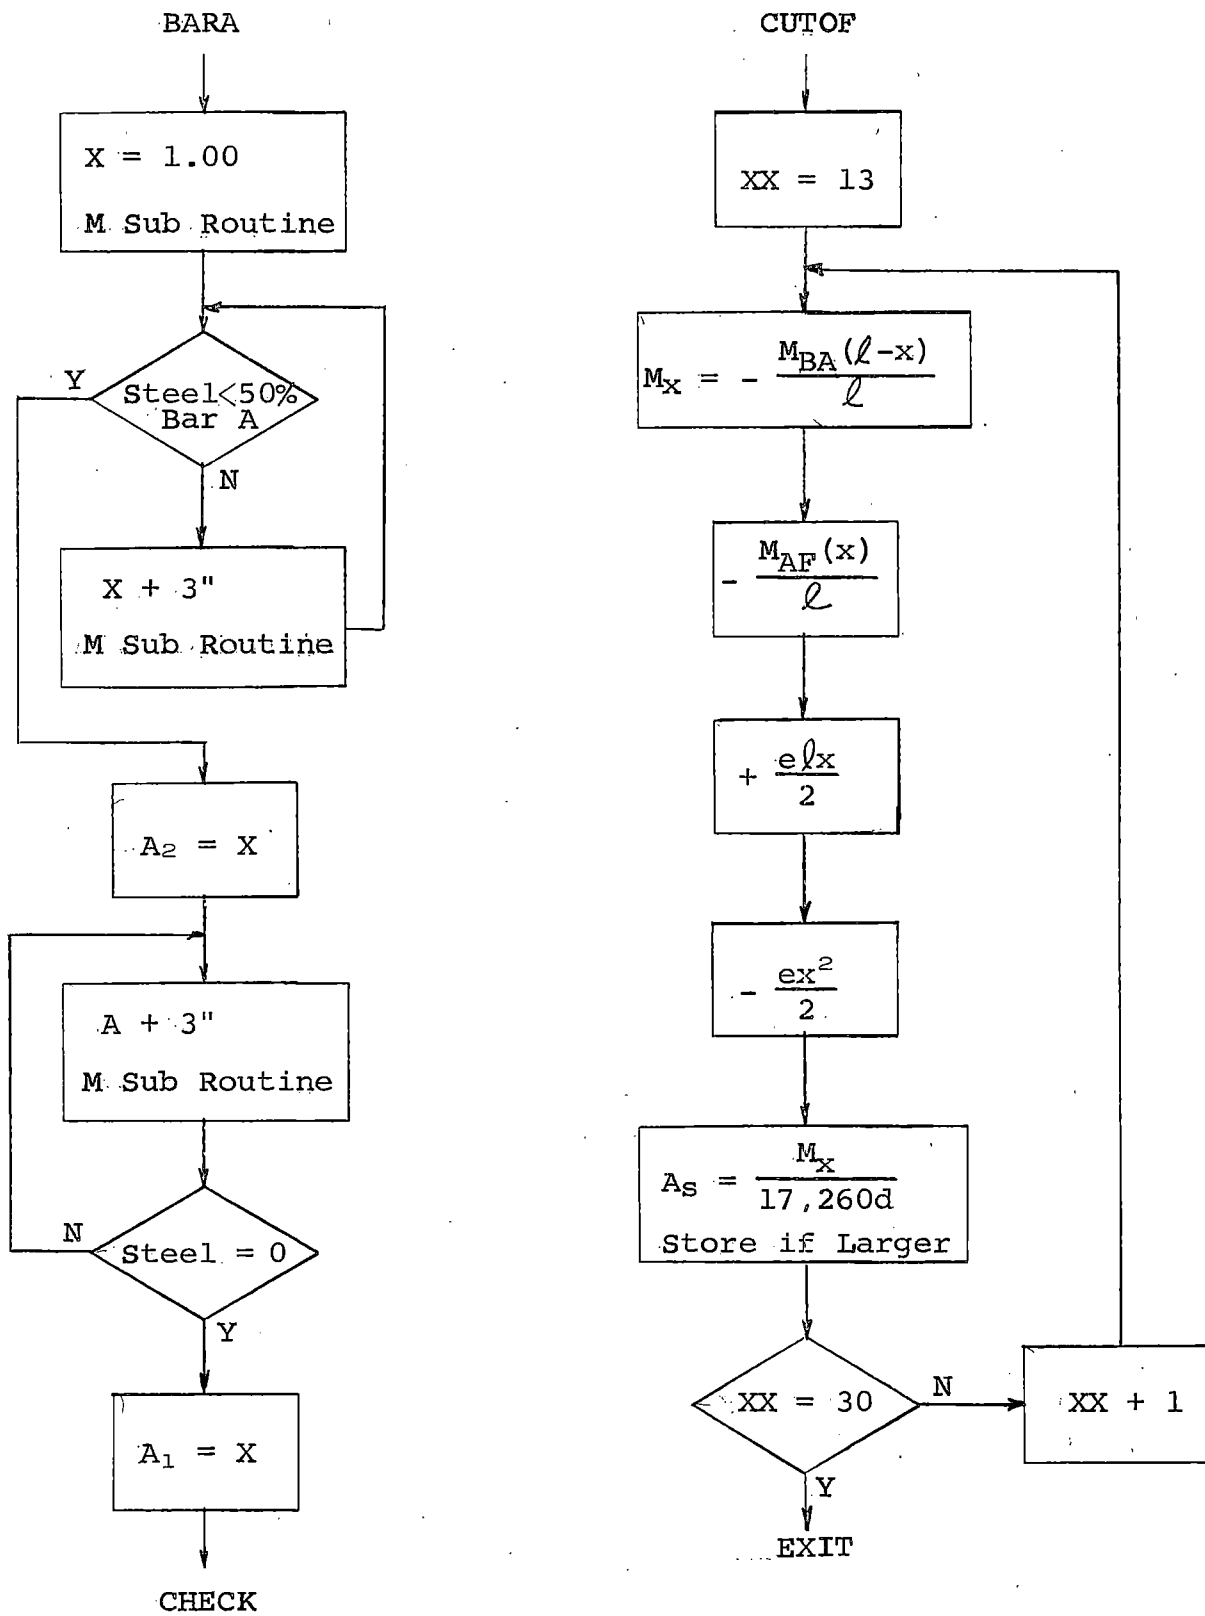 BARA
X = 1.00
M Sub Routine
Y
Steel<50%
Bar A
N
X + 3"
M Sub Routine
A₂ = X
A + 3"
M Sub Routine
N
Steel = 0
Y
A₁ = X
CHECK
CUTOF
XX = 13
Mx = - M_BA(ℓ-x)/ℓ
- M_AF(x)/ℓ
+ eℓx/2
- ex²/2
As = Mx/17,260d
Store if Larger
XX = 30
N
XX + 1
Y
EXIT